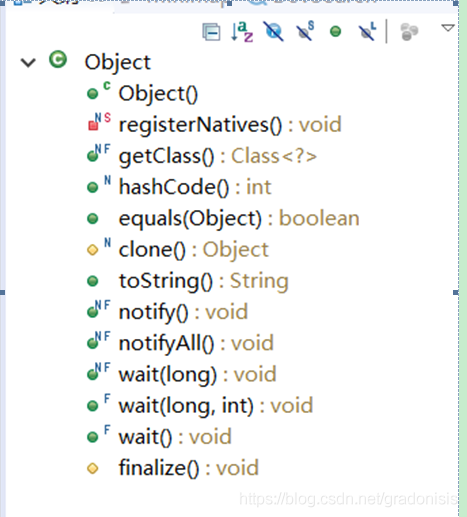 Object
Object()
registerNatives() : void
getClass() : Class<?>
hashCode() : int
equals(Object) : boolean
clone() : Object
toString() : String
notify() : void
notifyAll() : void
wait(long) : void
wait(long, int) : void
wait() : void
finalize() : void
https://blog.csdn.net/gradonisis